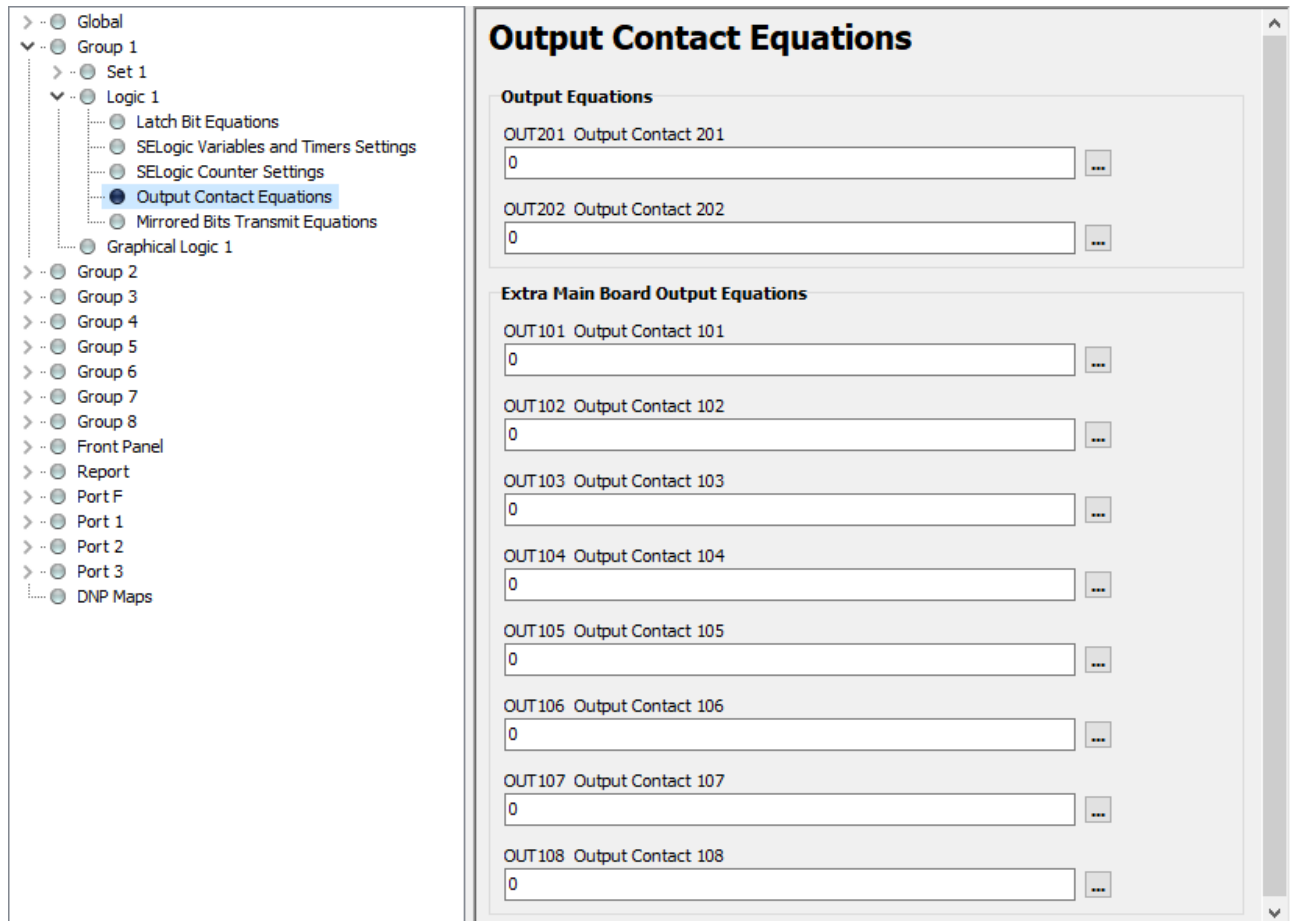 Global
Group 1
Set 1
Logic 1
Latch Bit Equations
SELogic Variables and Timers Settings
SELogic Counter Settings
Output Contact Equations
Mirrored Bits Transmit Equations
Graphical Logic 1
Group 2
Group 3
Group 4
Group 5
Group 6
Group 7
Group 8
Front Panel
Report
Port F
Port 1
Port 2
Port 3
DNP Maps
Output Contact Equations
Output Equations
OUT201 Output Contact 201
0
...
OUT202 Output Contact 202
0
...
Extra Main Board Output Equations
OUT101 Output Contact 101
0
...
OUT102 Output Contact 102
0
...
OUT103 Output Contact 103
0
...
OUT104 Output Contact 104
0
...
OUT105 Output Contact 105
0
...
OUT106 Output Contact 106
0
...
OUT107 Output Contact 107
0
...
OUT108 Output Contact 108
0
...